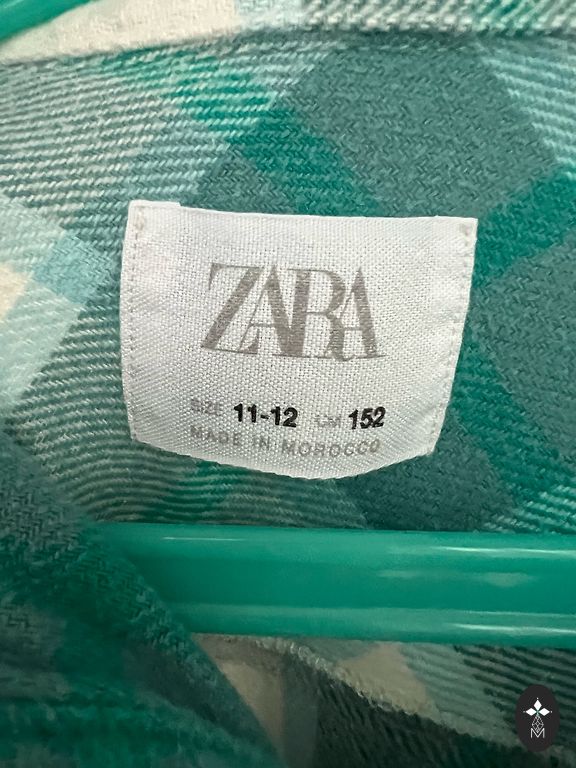 ZARA
SIZE 11-12 CM 152
MADE IN MOROCCO
M